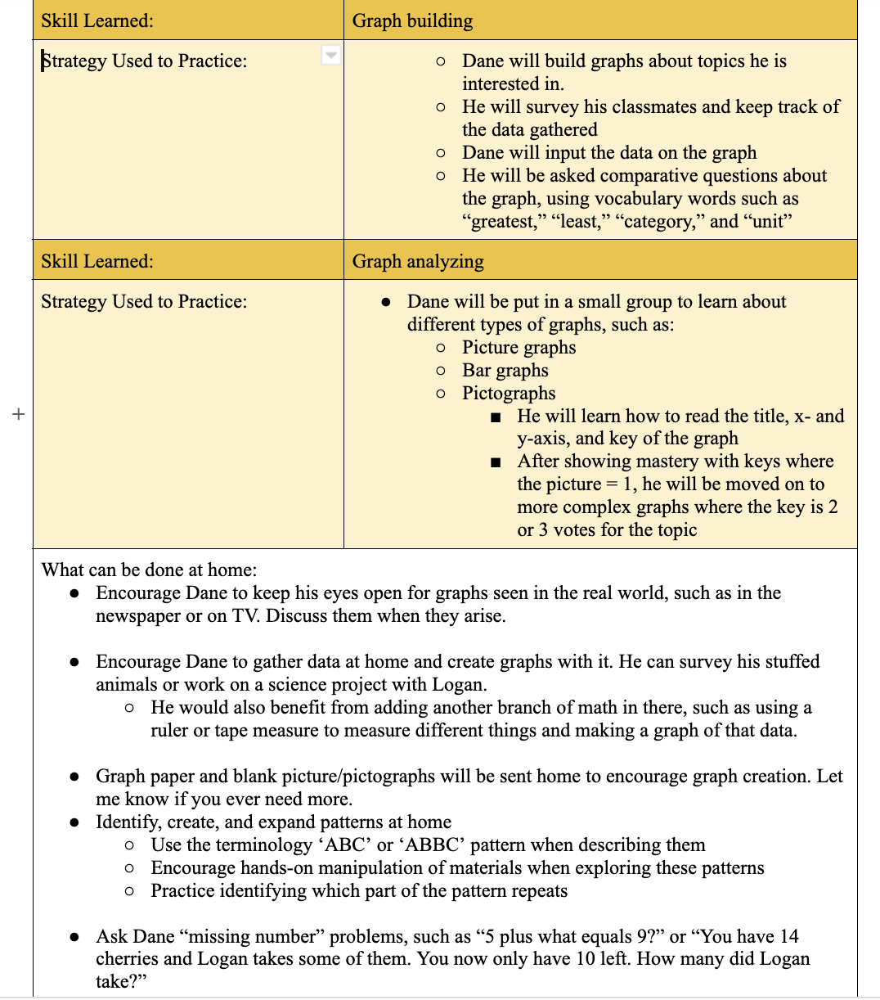 Skill Learned: Graph building
Strategy Used to Practice:
○ Dane will build graphs about topics he is
interested in.
○ He will survey his classmates and keep track of
the data gathered
○ Dane will input the data on the graph
○ He will be asked comparative questions about
the graph, using vocabulary words such as
“greatest,” “least,” “category,” and “unit”
Skill Learned: Graph analyzing
Strategy Used to Practice:
● Dane will be put in a small group to learn about
different types of graphs, such as:
○ Picture graphs
○ Bar graphs
○ Pictographs
■ He will learn how to read the title, x- and
y-axis, and key of the graph
■ After showing mastery with keys where
the picture = 1, he will be moved on to
more complex graphs where the key is 2
or 3 votes for the topic
What can be done at home:
● Encourage Dane to keep his eyes open for graphs seen in the real world, such as in the
newspaper or on TV. Discuss them when they arise.
● Encourage Dane to gather data at home and create graphs with it. He can survey his stuffed
animals or work on a science project with Logan.
○ He would also benefit from adding another branch of math in there, such as using a
ruler or tape measure to measure different things and making a graph of that data.
● Graph paper and blank picture/pictographs will be sent home to encourage graph creation. Let
me know if you ever need more.
● Identify, create, and expand patterns at home
○ Use the terminology ‘ABC’ or ‘ABBC’ pattern when describing them
○ Encourage hands-on manipulation of materials when exploring these patterns
○ Practice identifying which part of the pattern repeats
● Ask Dane “missing number” problems, such as “5 plus what equals 9?” or “You have 14
cherries and Logan takes some of them. You now only have 10 left. How many did Logan
take?”